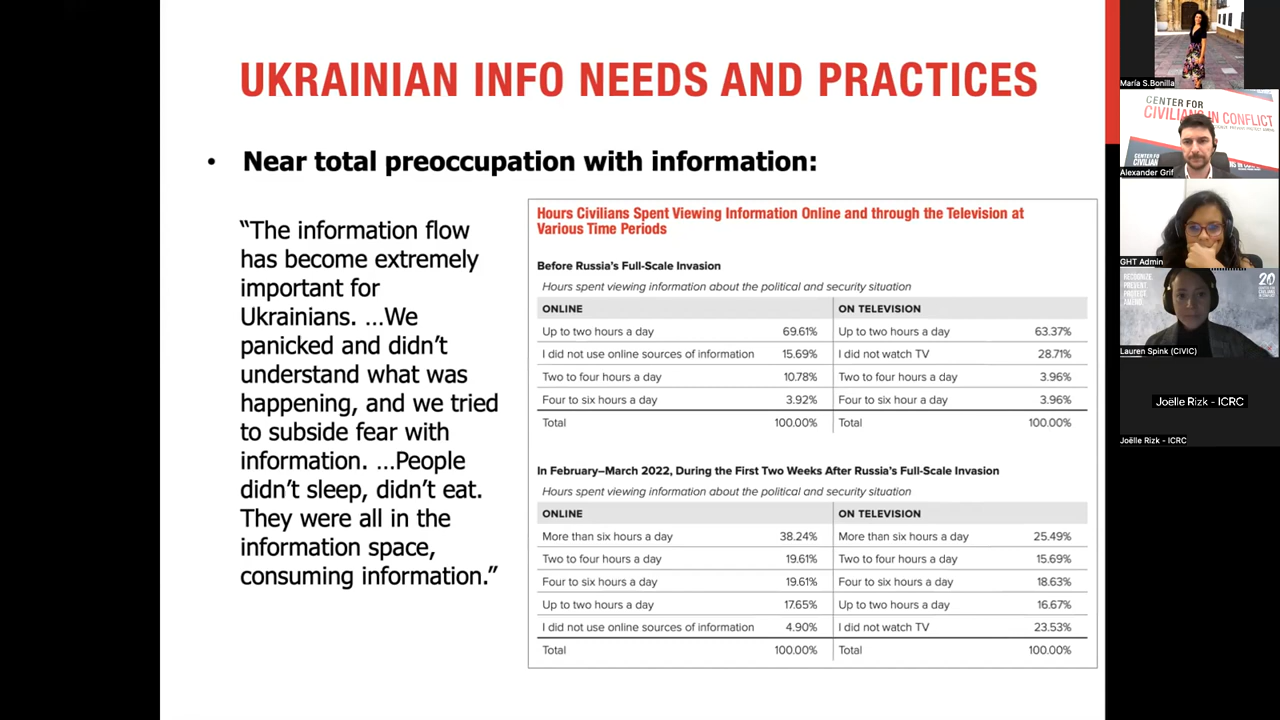 UKRAINIAN INFO NEEDS AND PRACTICES
• Near total preoccupation with information:
“The information flow
has become extremely
important for
Ukrainians. …We
panicked and didn’t
understand what was
happening, and we tried
to subside fear with
information. …People
didn’t sleep, didn’t eat.
They were all in the
information space,
consuming information.”
Hours Civilians Spent Viewing Information Online and through the Television at
Various Time Periods
Before Russia’s Full-Scale Invasion
Hours spent viewing information about the political and security situation
ONLINE ON TELEVISION
Up to two hours a day 69.61% Up to two hours a day 63.37%
I did not use online sources of information 15.69% I did not watch TV 28.71%
Two to four hours a day 10.78% Two to four hours a day 3.96%
Four to six hours a day 3.92% Four to six hour a day 3.96%
Total 100.00% Total 100.00%
In February–March 2022, During the First Two Weeks After Russia’s Full-Scale Invasion
Hours spent viewing information about the political and security situation
ONLINE ON TELEVISION
More than six hours a day 38.24% More than six hours a day 25.49%
Two to four hours a day 19.61% Two to four hours a day 15.69%
Four to six hours a day 19.61% Four to six hours a day 18.63%
Up to two hours a day 17.65% Up to two hours a day 16.67%
I did not use online sources of information 4.90% I did not watch TV 23.53%
Total 100.00% Total 100.00%
María S.Bonilla
CENTER FOR
CIVILIANS IN CONFLICT
CENTER FO
CIVILIAN
Alexander Grif
GHT Admin
RECOGNIZE.
PREVENT.
PROTECT.
AMEND.
20
Lauren Spink (CIVIC)
Joëlle Rizk - ICRC
Joëlle Rizk - ICRC